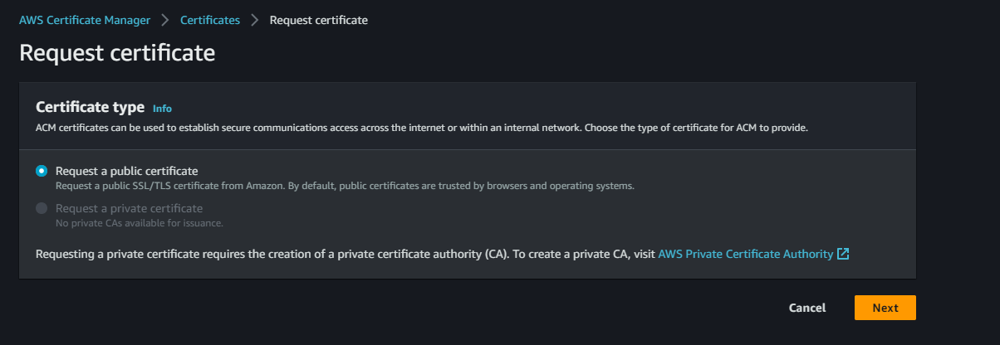 AWS Certificate Manager > Certificates > Request certificate
Request certificate
Certificate type Info
ACM certificates can be used to establish secure communications access across the internet or within an internal network. Choose the type of certificate for ACM to provide.
Request a public certificate
Request a public SSL/TLS certificate from Amazon. By default, public certificates are trusted by browsers and operating systems.
Request a private certificate
No private CAs available for issuance.
Requesting a private certificate requires the creation of a private certificate authority (CA). To create a private CA, visit AWS Private Certificate Authority
Cancel Next